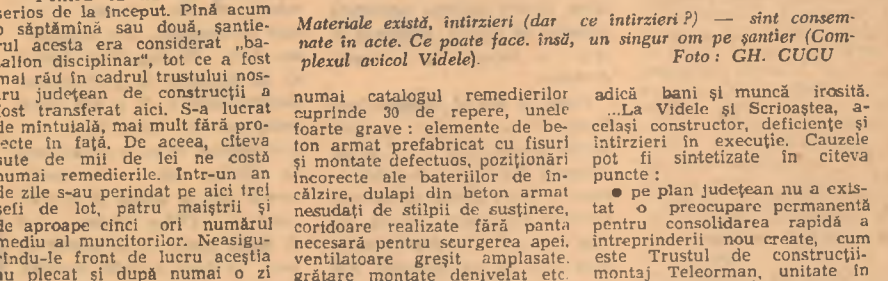 serios de la început. Pînă acum
o săptămînă sau două, șantie-
rul acesta era considerat „ba-
talion disciplinar“, tot ce a fost
mai rău în cadrul trustului nos-
tru județean de construcții a
fost transferat aici. S-a lucrat
de mîntuială, mai mult fără pro-
iecte în față. De aceea, cîteva
sute de mii de lei ne costă
numai remedierile. Într-un an
de zile s-au perindat pe aici trei
șefi de lot, patru maiștrii și
de aproape cinci ori numărul
mediu al muncitorilor. Neasigu-
rîndu-le front de lucru aceștia
au plecat și după numai o zi
Materiale există, întîrzieri (dar ce întîrzieri ?) — sînt consem-
nate în acte. Ce poate face. însă, un singur om pe șantier (Com-
plexul avicol Videle).
Foto : GH. CUCU
numai catalogul remedierilor
cuprinde 30 de repere, unele
foarte grave : elemente de be-
ton armat prefabricat cu fisuri
și montate defectuos, poziționări
incorecte ale bateriilor de în-
călzire, dulapi din beton armat
nesudați de stîlpii de susținere,
coridoare realizate fără panta
necesară pentru scurgerea apei,
ventilatoare greșit amplasate.
grătare montate denivelat etc.
adică bani și muncă irosită.
...La Videle și Scrioaștea, a-
celași constructor, deficiențe și
întîrzieri în execuție. Cauzele
pot fi sintetizate în cîteva
puncte :
● pe plan județean nu a exis-
tat o preocupare permanentă
pentru consolidarea rapidă a
întreprinderii nou create, cum
este Trustul de construcții-
montaj Teleorman, unitate în